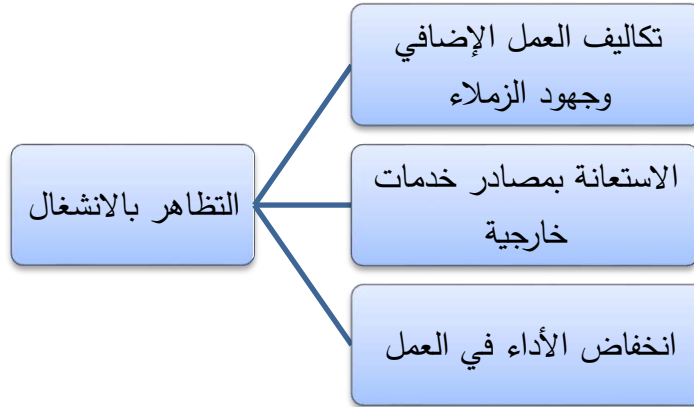 تكاليف العمل الإضافي
وجهود الزملاء
التظاهر بالانشغال
الاستعانة بمصادر خدمات
خارجية
انخفاض الأداء في العمل